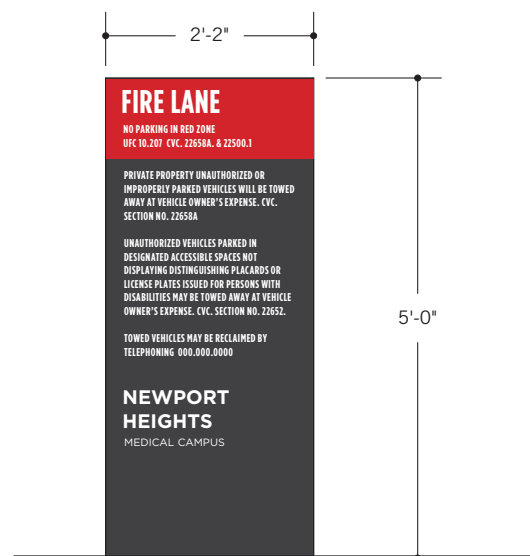 2'-2"
FIRE LANE
NO PARKING IN RED ZONE
UFC 10.207 CVC. 22658A. & 22500.1
PRIVATE PROPERTY UNAUTHORIZED OR
IMPROPERLY PARKED VEHICLES WILL BE TOWED
AWAY AT VEHICLE OWNER'S EXPENSE. CVC.
SECTION NO. 22658A
UNAUTHORIZED VEHICLES PARKED IN
DESIGNATED ACCESSIBLE SPACES NOT
DISPLAYING DISTINGUISHING PLACARDS OR
LICENSE PLATES ISSUED FOR PERSONS WITH
DISABILITIES MAY BE TOWED AWAY AT VEHICLE
OWNER'S EXPENSE. CVC. SECTION NO. 22652.
5'-0"
TOWED VEHICLES MAY BE RECLAIMED BY
TELEPHONING 000.000.0000
NEWPORT
HEIGHTS
MEDICAL CAMPUS